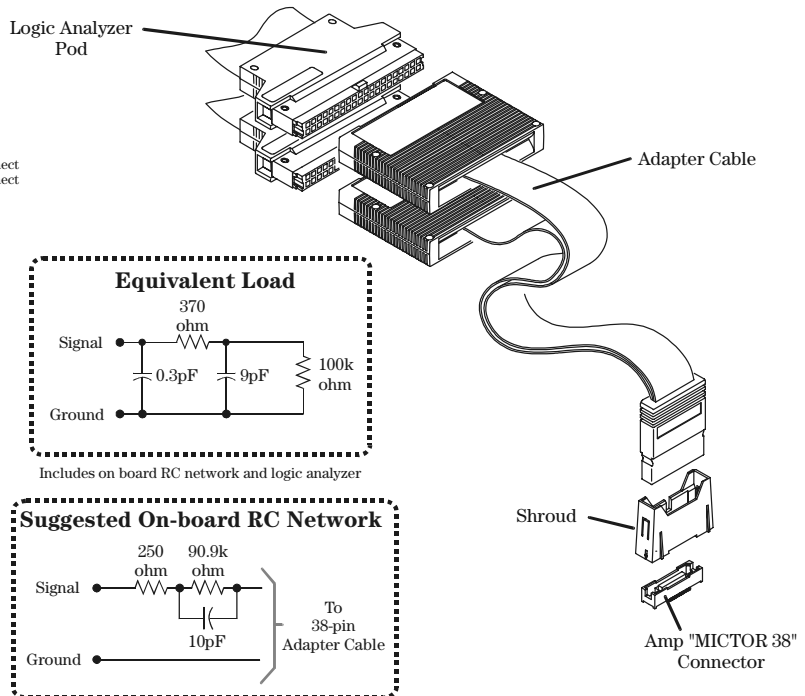 Logic Analyzer
Pod
ect
ect
Adapter Cable
Equivalent Load
370
ohm
Signal
0.3pF
9pF
100k
ohm
Ground
Includes on board RC network and logic analyzer
Suggested On-board RC Network
250
ohm
90.9k
ohm
Signal
10pF
To
38-pin
Adapter Cable
Ground
Shroud
Amp "MICTOR 38"
Connector